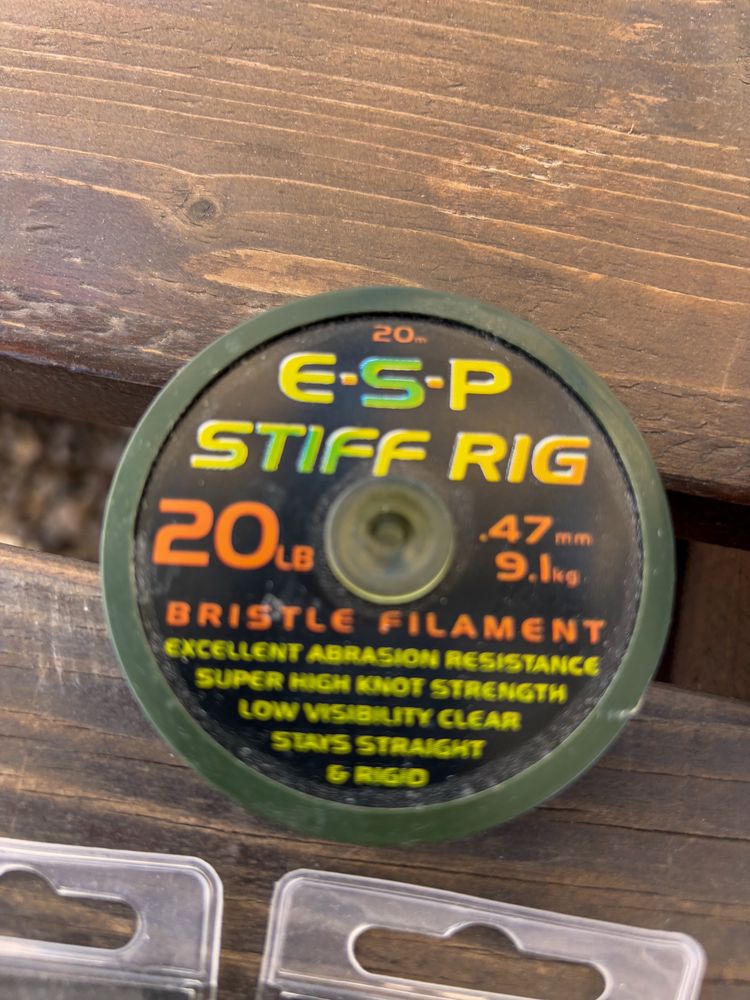 20m
E·S·P
STIFF RIG
20LB
.47mm
9.1kg
BRISTLE FILAMENT
EXCELLENT ABRASION RESISTANCE
SUPER HIGH KNOT STRENGTH
LOW VISIBILITY CLEAR
STAYS STRAIGHT
& RIGID